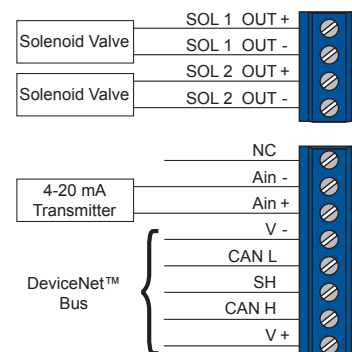 SOL 1 OUT +
Solenoid Valve
SOL 1 OUT -
SOL 2 OUT +
Solenoid Valve
SOL 2 OUT -
NC
Ain -
4-20 mA
Transmitter
Ain +
V -
CAN L
DeviceNet™
Bus
SH
CAN H
V +